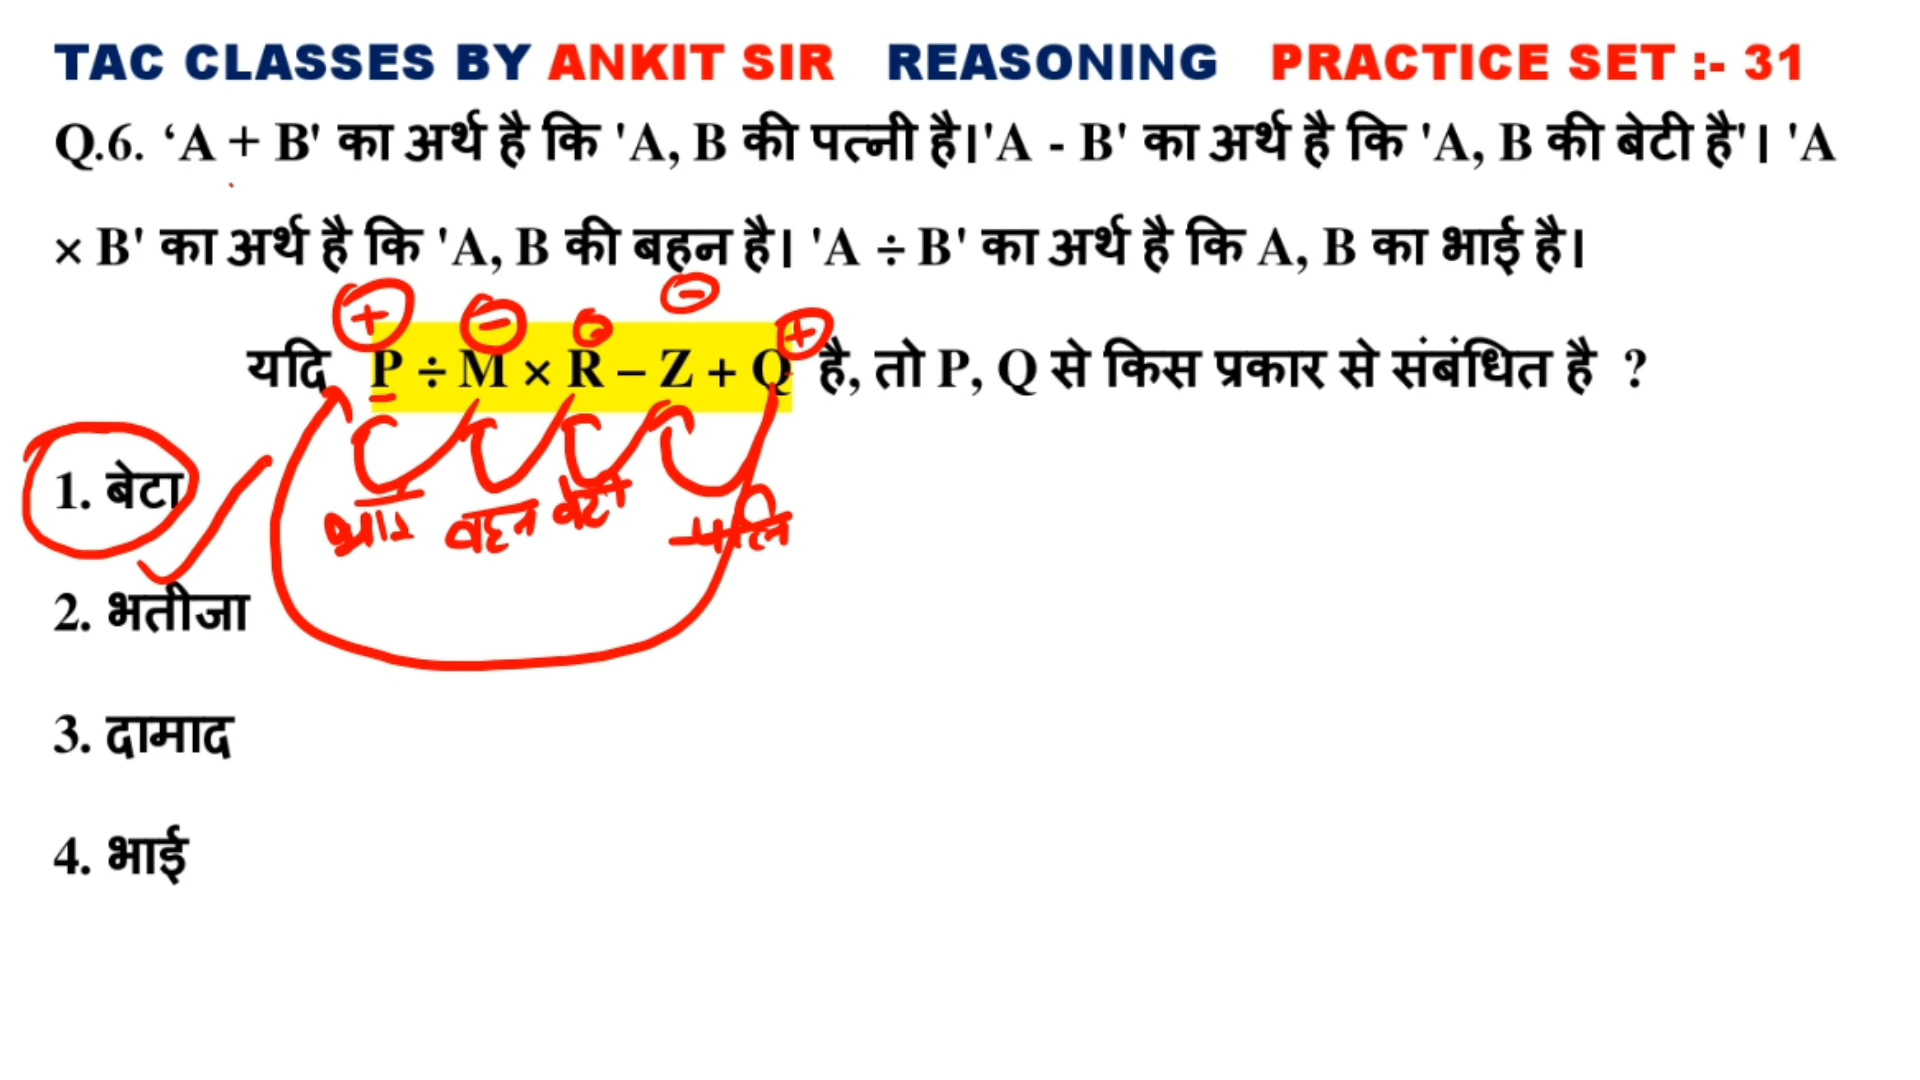 TAC CLASSES BY ANKIT SIR REASONING PRACTICE SET :- 31
Q.6. ‘A + B' का अर्थ है कि 'A, B की पत्नी है।'A - B' का अर्थ है कि 'A, B की बेटी है'। 'A
× B' का अर्थ है कि 'A, B की बहन है। 'A ÷ B' का अर्थ है कि A, B का भाई है।
+ - - +
यदि P ÷ M × R – Z + Q है, तो P, Q से किस प्रकार से संबंधित है ?
1. बेटा
भाई बहन बेटी पत्नि
2. भतीजा
3. दामाद
4. भाई